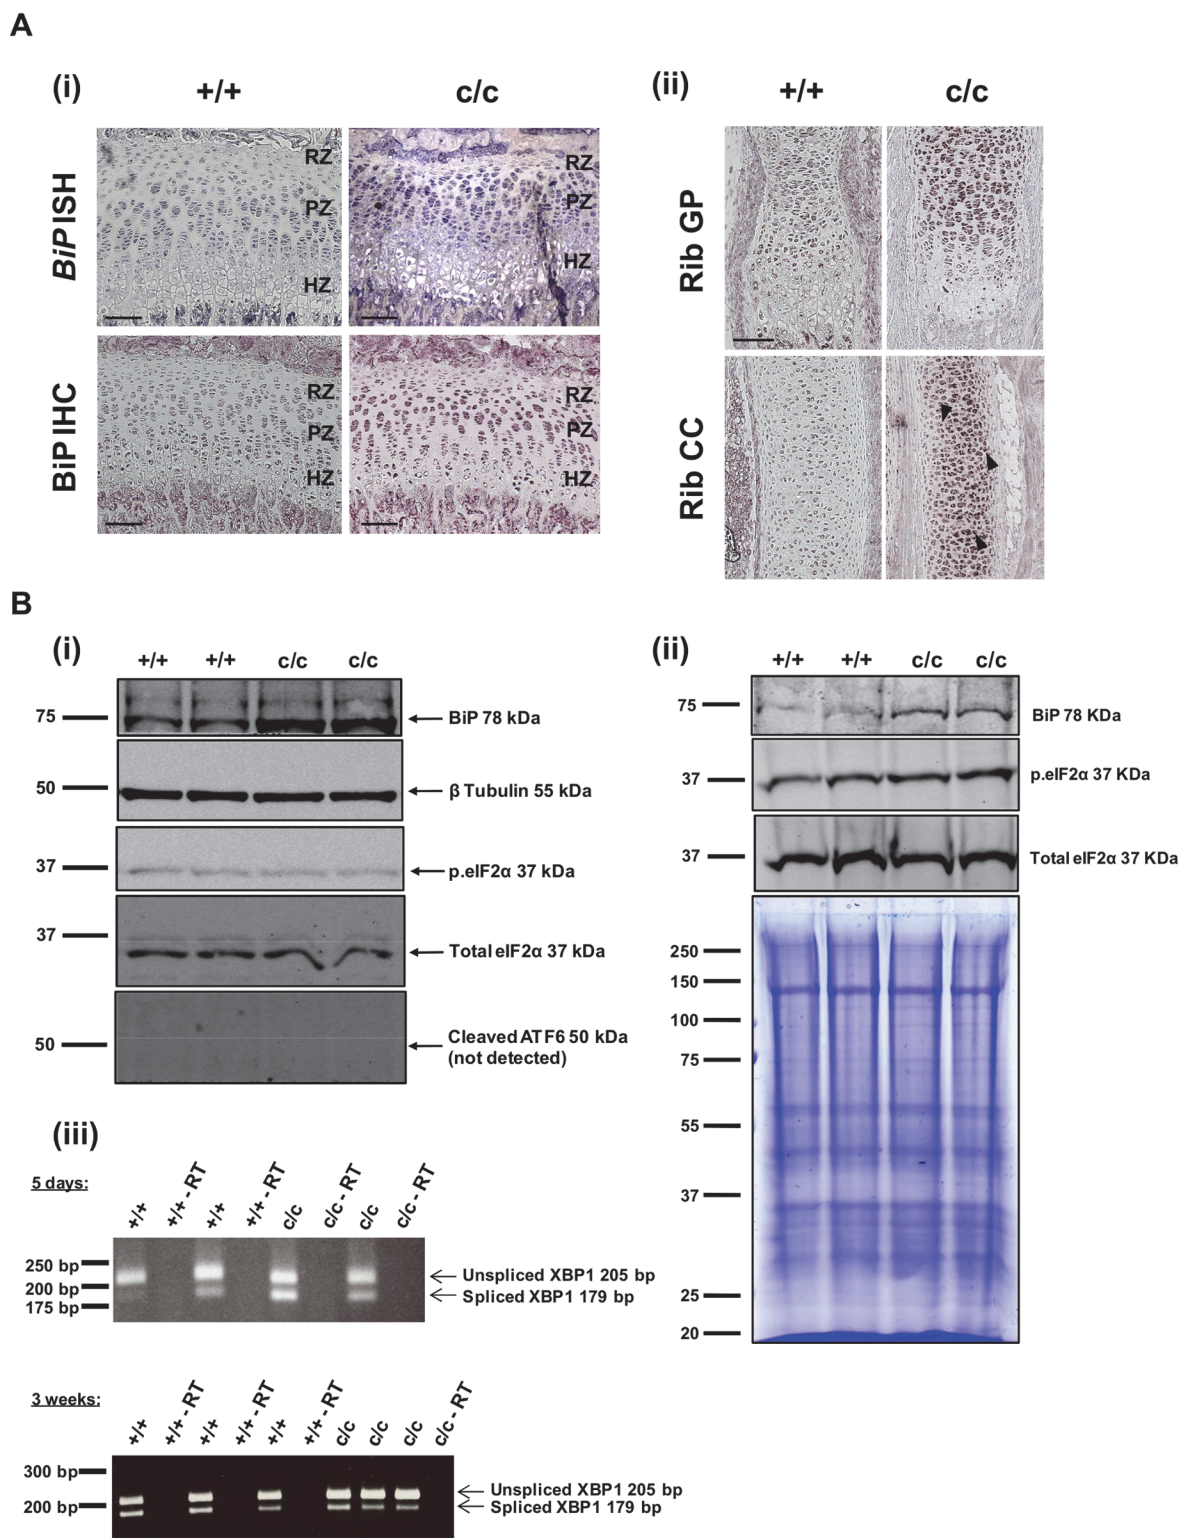 A
(i)
+/+
c/c
(ii)
+/+
c/c
BiP ISH
RZ
PZ
HZ
RZ
PZ
HZ
BiP IHC
RZ
PZ
HZ
RZ
PZ
HZ
Rib GP
Rib CC
B
(i)
+/+ +/+ c/c c/c
75
BiP 78 kDa
50
β Tubulin 55 kDa
37
p.eIF2α 37 kDa
37
Total eIF2α 37 kDa
50
Cleaved ATF6 50 kDa
(not detected)
(ii)
+/+ +/+ c/c c/c
75
BiP 78 KDa
37
p.eIF2α 37 KDa
37
Total eIF2α 37 KDa
250
150
100
75
55
37
25
20
(iii)
5 days:
+/+
+/+ - RT
+/+
+/+ - RT
c/c
c/c - RT
c/c
c/c - RT
250 bp
200 bp
175 bp
Unspliced XBP1 205 bp
Spliced XBP1 179 bp
3 weeks:
+/+
+/+ - RT
+/+
+/+ - RT
+/+
+/+ - RT
c/c
c/c
c/c
c/c - RT
300 bp
200 bp
Unspliced XBP1 205 bp
Spliced XBP1 179 bp